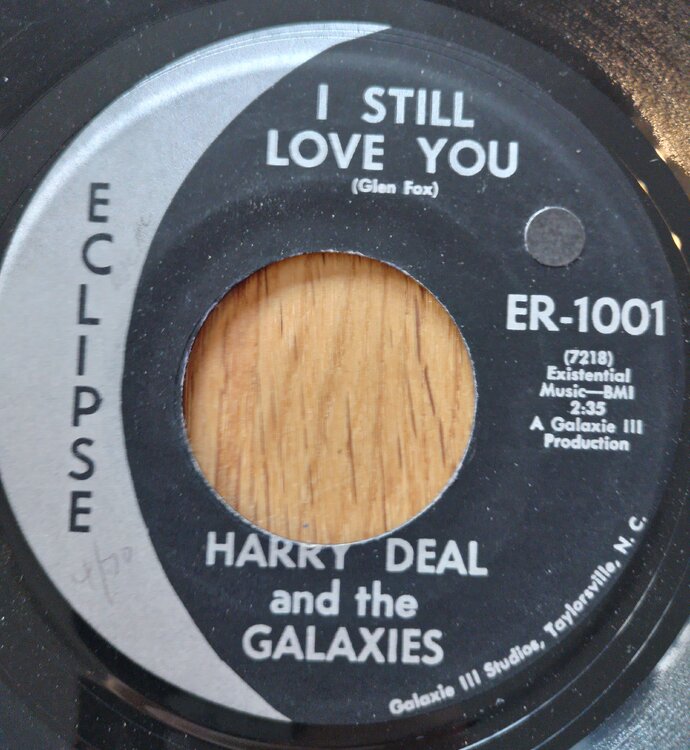 I STILL
LOVE YOU
(Glen Fox)
ECLIPSE
ER-1001
(7218)
Existential
Music—BMI
2:35
A Galaxie III
Production
HARRY DEAL
and the
GALAXIES
Galaxie III Studios, Taylorsville, N. C.